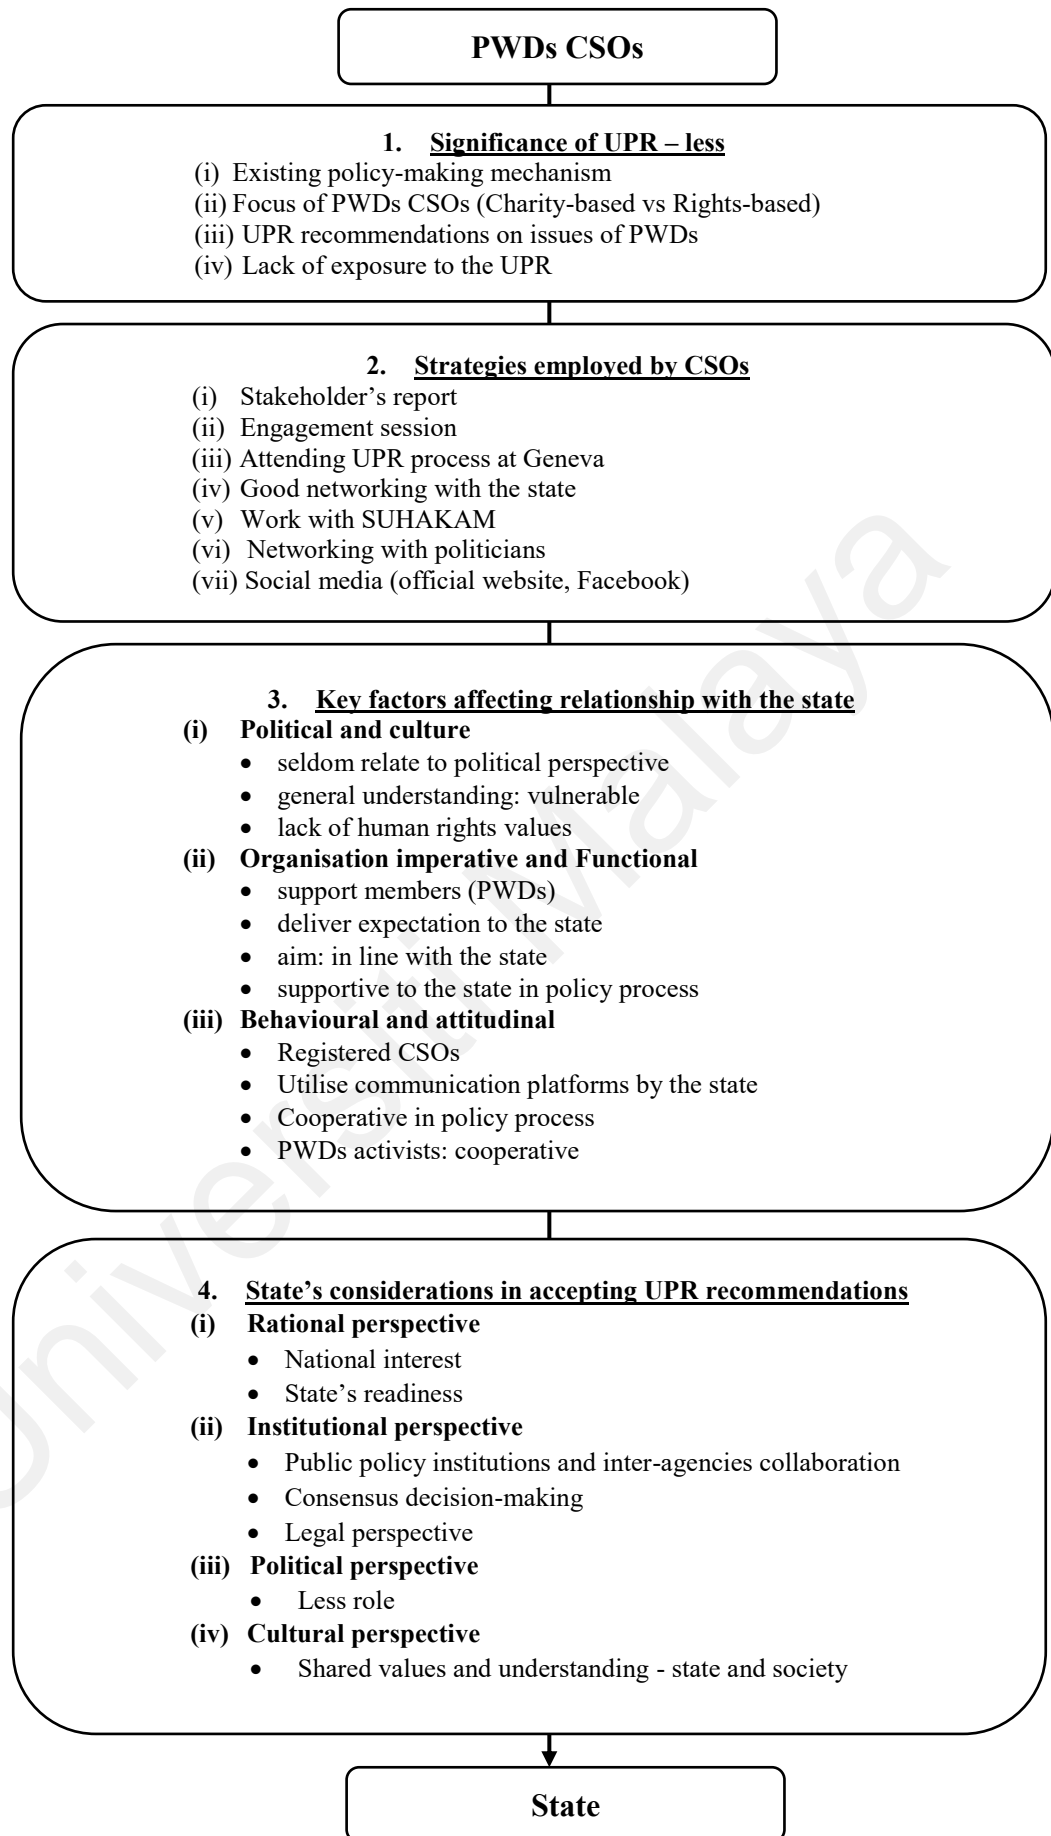 PWDs CSOs
1. Significance of UPR – less
(i) Existing policy-making mechanism
(ii) Focus of PWDs CSOs (Charity-based vs Rights-based)
(iii) UPR recommendations on issues of PWDs
(iv) Lack of exposure to the UPR
2. Strategies employed by CSOs
(i) Stakeholder’s report
(ii) Engagement session
(iii) Attending UPR process at Geneva
(iv) Good networking with the state
(v) Work with SUHAKAM
(vi) Networking with politicians
(vii) Social media (official website, Facebook)
3. Key factors affecting relationship with the state
(i) Political and culture
• seldom relate to political perspective
• general understanding: vulnerable
• lack of human rights values
(ii) Organisation imperative and Functional
• support members (PWDs)
• deliver expectation to the state
• aim: in line with the state
• supportive to the state in policy process
(iii) Behavioural and attitudinal
• Registered CSOs
• Utilise communication platforms by the state
• Cooperative in policy process
• PWDs activists: cooperative
4. State’s considerations in accepting UPR recommendations
(i) Rational perspective
• National interest
• State’s readiness
(ii) Institutional perspective
• Public policy institutions and inter-agencies collaboration
• Consensus decision-making
• Legal perspective
(iii) Political perspective
• Less role
(iv) Cultural perspective
• Shared values and understanding - state and society
State
Universiti Malaya